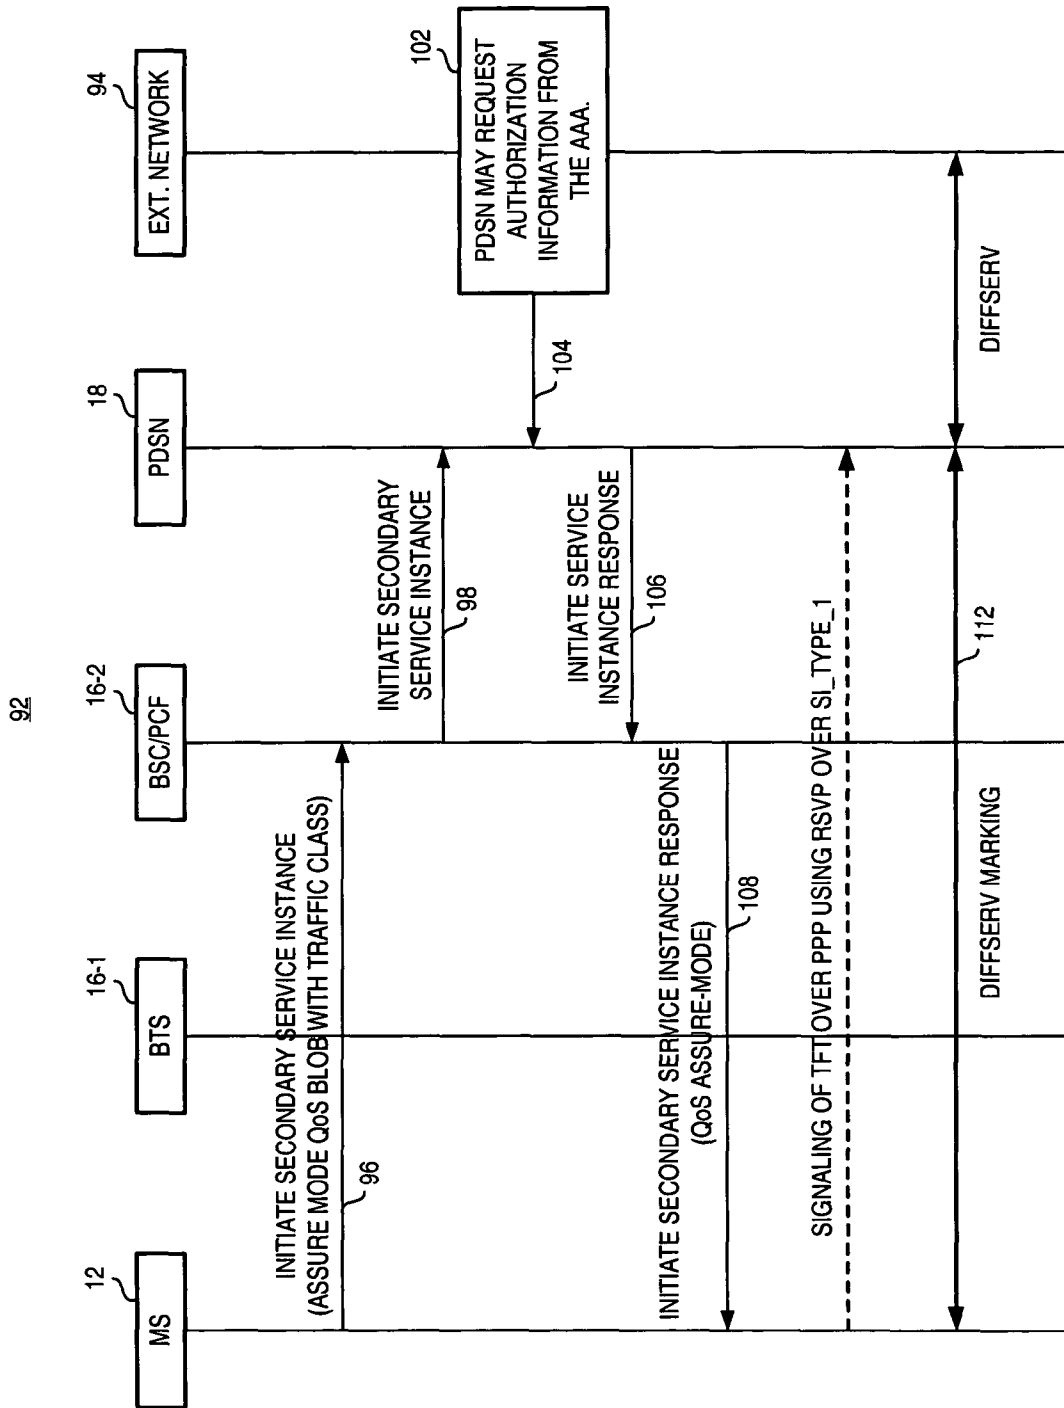 92
12
MS
16-1
BTS
16-2
BSC/PCF
18
PDSN
94
EXT. NETWORK
INITIATE SECONDARY SERVICE INSTANCE
(ASSURE MODE QoS BLOB WITH TRAFFIC CLASS)
96
INITIATE SECONDARY
SERVICE INSTANCE
98
102
PDSN MAY REQUEST
AUTHORIZATION
INFORMATION FROM
THE AAA.
104
INITIATE SERVICE
INSTANCE RESPONSE
106
INITIATE SECONDARY SERVICE INSTANCE RESPONSE
(QoS ASSURE-MODE)
108
SIGNALING OF TFT OVER PPP USING RSVP OVER SI_TYPE_1
DIFFSERV MARKING
112
DIFFSERV